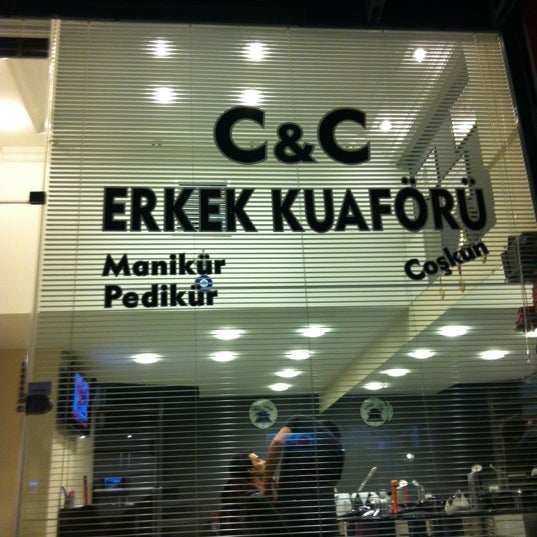 C&C
ERKEK KUAFÖRÜ
Manikür
Pedikür
Coşkun